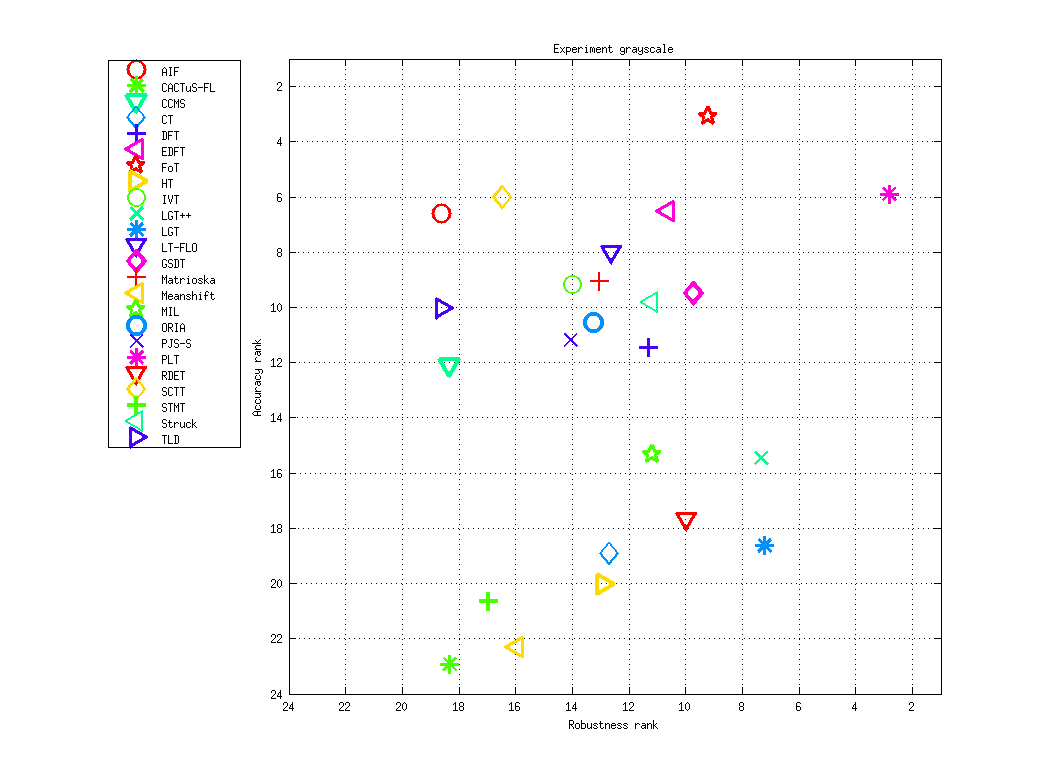 Experiment grayscale
AIF
CACTuS-FL
CCMS
CT
DFT
EDFT
FoT
HT
IVT
LGT++
LGT
LT-FLO
GSDT
Matrioska
Meanshift
MIL
ORIA
PJS-S
PLT
RDET
SCTT
STMT
Struck
TLD
Accuracy rank
2
4
6
8
10
12
14
16
18
20
22
24
24 22 20 18 16 14 12 10 8 6 4 2
Robustness rank